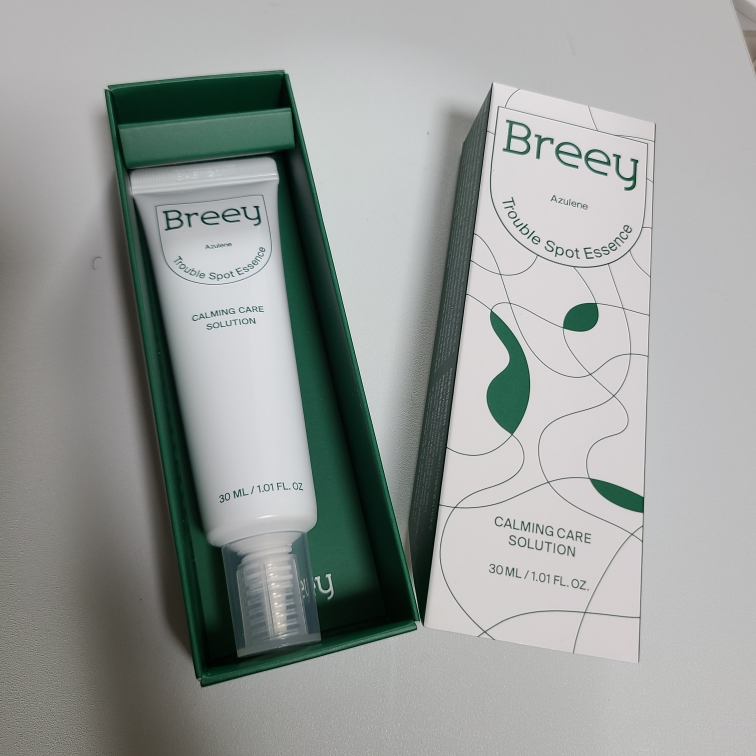 Breey
Azulene
Trouble Spot Essence
CALMING CARE
SOLUTION
30 ML / 1.01 FL. OZ
Breey
Azulene
Trouble Spot Essence
CALMING CARE
SOLUTION
30 ML / 1.01 FL. OZ.